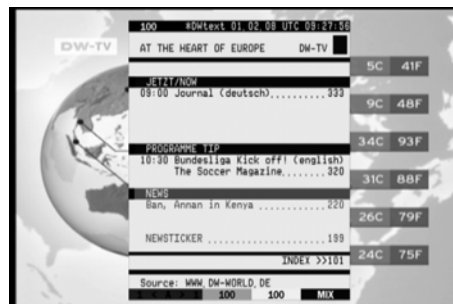 100 *DWtext 01.02.08 UTC 09:27:56
DW-TV
AT THE HEART OF EUROPE DW-TV
5C 41F
JETZT/NOW
09:00 Journal (deutsch)..........333
9C 48F
34C 93F
PROGRAMME TIP
10:30 Bundesliga Kick off! (english)
The Soccer Magazine.......320
31C 88F
NEWS
Ban, Annan in Kenya ...........220
26C 79F
NEWSTICKER ....................199
24C 75F
INDEX >>101
Source: WWW.DW-WORLD.DE
100 100 MIX